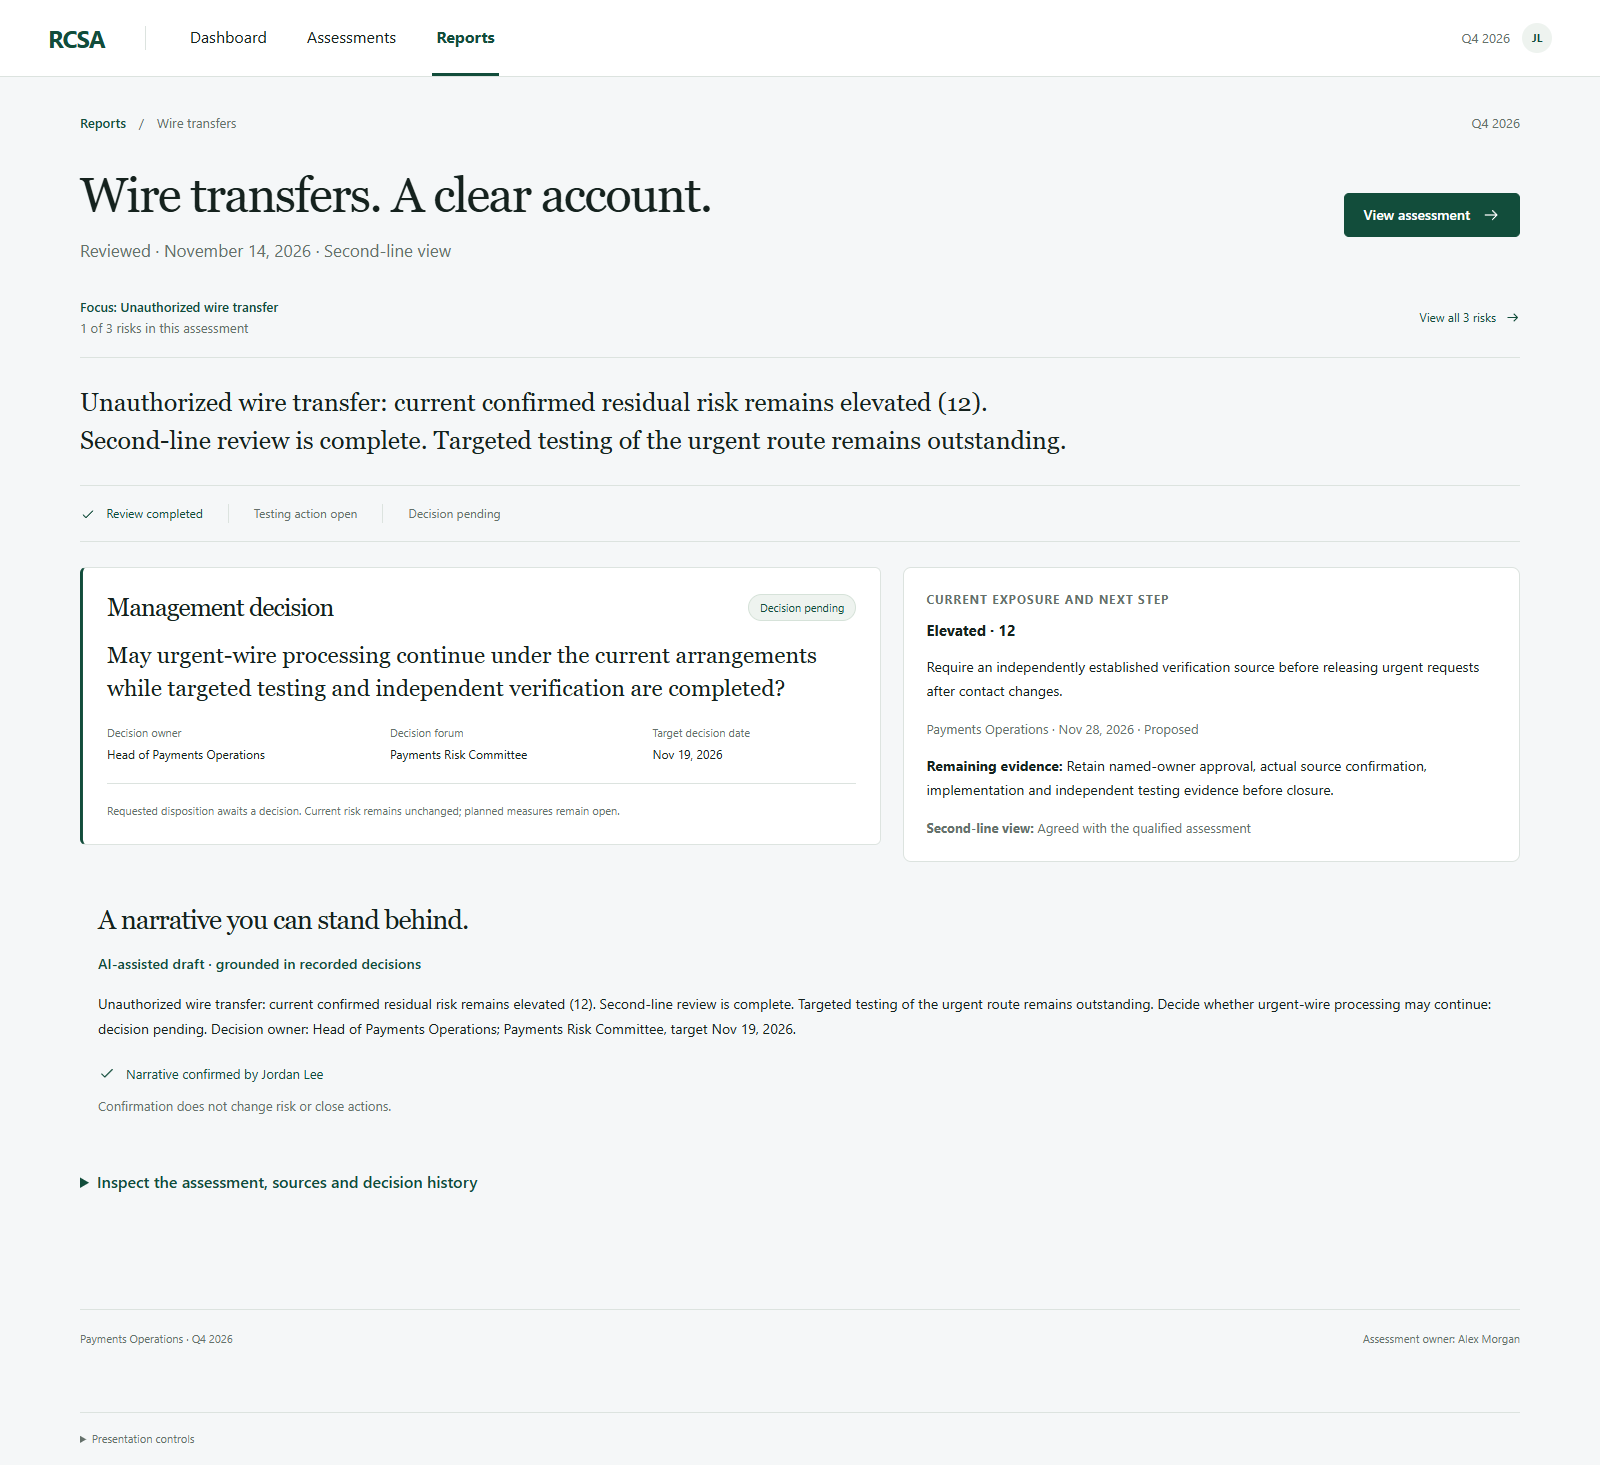 RCSA
Dashboard
Assessments
Reports
Q4 2026
JL
Reports / Wire transfers
Q4 2026
Wire transfers. A clear account.
View assessment →
Reviewed · November 14, 2026 · Second-line view
Focus: Unauthorized wire transfer
1 of 3 risks in this assessment
View all 3 risks →
Unauthorized wire transfer: current confirmed residual risk remains elevated (12).
Second-line review is complete. Targeted testing of the urgent route remains outstanding.
✓ Review completed
Testing action open
Decision pending
Management decision
Decision pending
May urgent-wire processing continue under the current arrangements
while targeted testing and independent verification are completed?
Decision owner
Head of Payments Operations
Decision forum
Payments Risk Committee
Target decision date
Nov 19, 2026
Requested disposition awaits a decision. Current risk remains unchanged; planned measures remain open.
CURRENT EXPOSURE AND NEXT STEP
Elevated · 12
Require an independently established verification source before releasing urgent requests
after contact changes.
Payments Operations · Nov 28, 2026 · Proposed
Remaining evidence: Retain named-owner approval, actual source confirmation,
implementation and independent testing evidence before closure.
Second-line view: Agreed with the qualified assessment
A narrative you can stand behind.
AI-assisted draft · grounded in recorded decisions
Unauthorized wire transfer: current confirmed residual risk remains elevated (12). Second-line review is complete. Targeted testing of the urgent route remains outstanding. Decide whether urgent-wire processing may continue:
decision pending. Decision owner: Head of Payments Operations; Payments Risk Committee, target Nov 19, 2026.
✓ Narrative confirmed by Jordan Lee
Confirmation does not change risk or close actions.
▶ Inspect the assessment, sources and decision history
Payments Operations · Q4 2026
Assessment owner: Alex Morgan
▶ Presentation controls